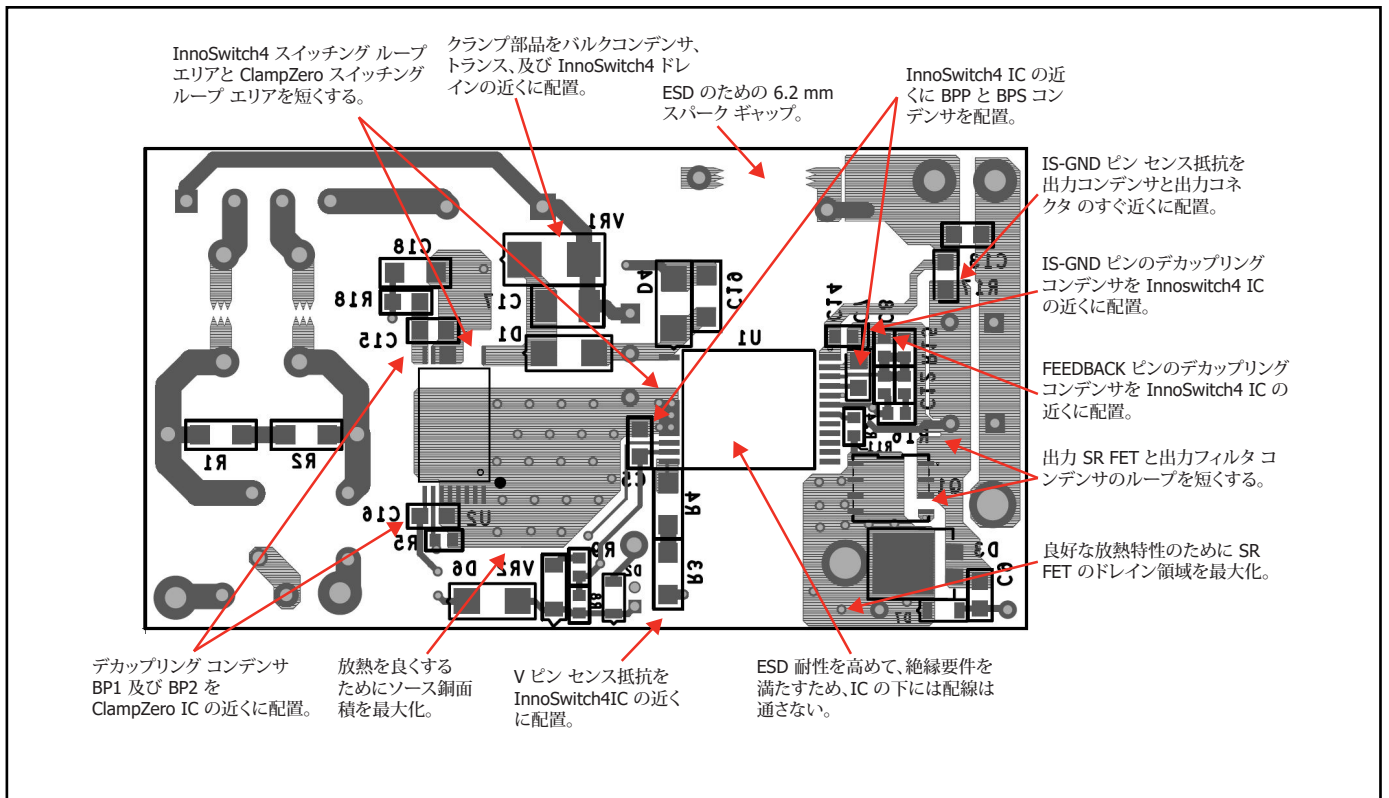 InnoSwitch4 スイッチング ループ
エリアと ClampZero スイッチング
ループ エリアを短くする。
クランプ部品をバルクコンデンサ、
トランス、及び InnoSwitch4 ドレ
インの近くに配置。
ESD のための 6.2 mm
スパーク ギャップ。
InnoSwitch4 IC の近
くに BPP と BPS コン
デンサを配置。
IS-GND ピン センス抵抗を
出力コンデンサと出力コネ
クタ のすぐ近くに配置。
IS-GND ピンのデカップリング
コンデンサを Innoswitch4 IC
の近くに配置。
FEEDBACK ピンのデカップリング
コンデンサを InnoSwitch4 IC の
近くに配置。
出力 SR FET と出力フィルタ コ
ンデンサのループを短くする。
良好な放熱特性のために SR
FET のドレイン領域を最大化。
VR1
C18
R18
C17
C15
D1
D4
C19
U1
C14
R17
R1
R2
C16
U2
R5
C5
R4
R3
D6
VR2
R9
R8
R16
Q1
D3
C9
デカップリング コンデンサ
BP1 及び BP2 を
ClampZero IC の近くに配置。
放熱を良くする
ためにソース銅面
積を最大化。
V ピン センス抵抗を
InnoSwitch4IC の近く
に配置。
ESD 耐性を高めて、絶縁要件を
満たすため、IC の下には配線は
通さない。